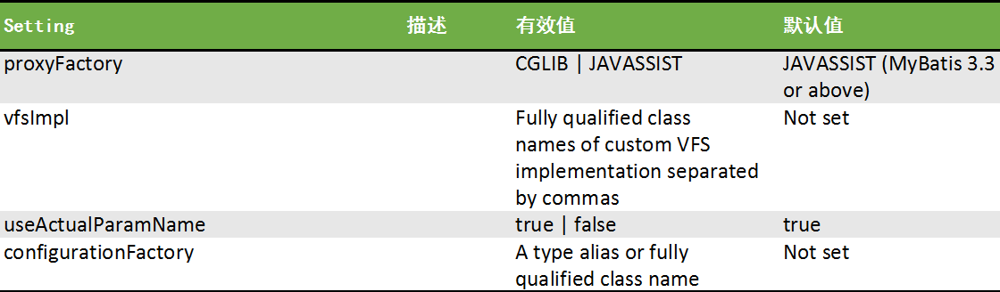 Setting 描述 有效值 默认值
proxyFactory CGLIB | JAVASSIST JAVASSIST (MyBatis 3.3
or above)
vfsImpl Fully qualified class Not set
names of custom VFS
implementation separated
by commas
useActualParamName true | false true
configurationFactory A type alias or fully Not set
qualified class name